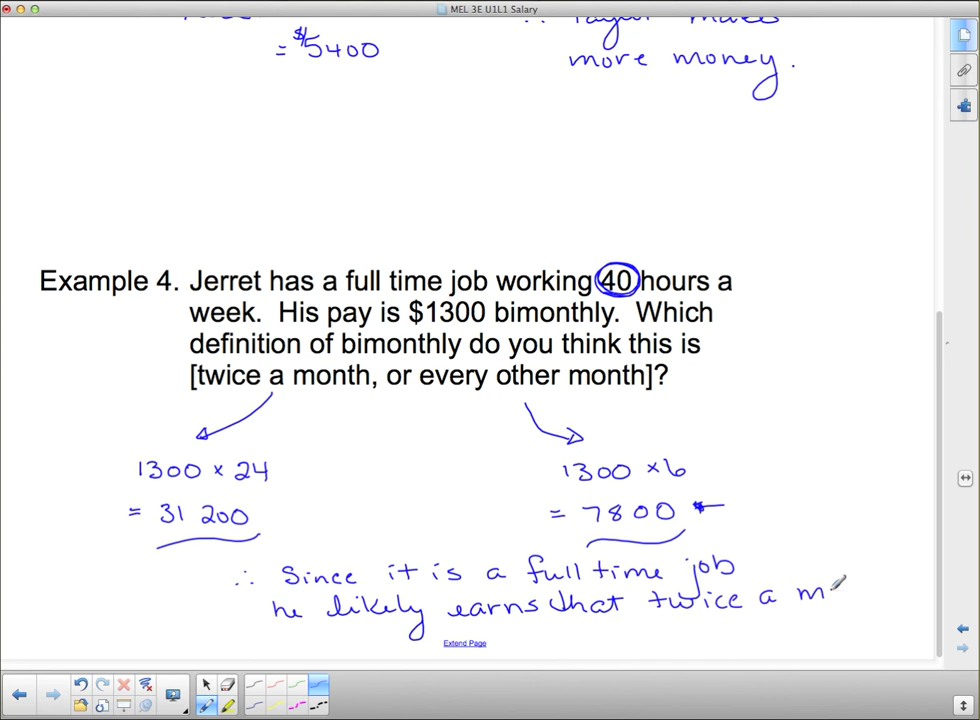 MEL 3E U1L1 Salary
= $5400
more money.
Example 4. Jerret has a full time job working 40 hours a
week. His pay is $1300 bimonthly. Which
definition of bimonthly do you think this is
[twice a month, or every other month]?
1300 × 24
1300 × 6
= 31 200
= 7800
∴ Since it is a full time job
he likely earns that twice a m
Extend Page